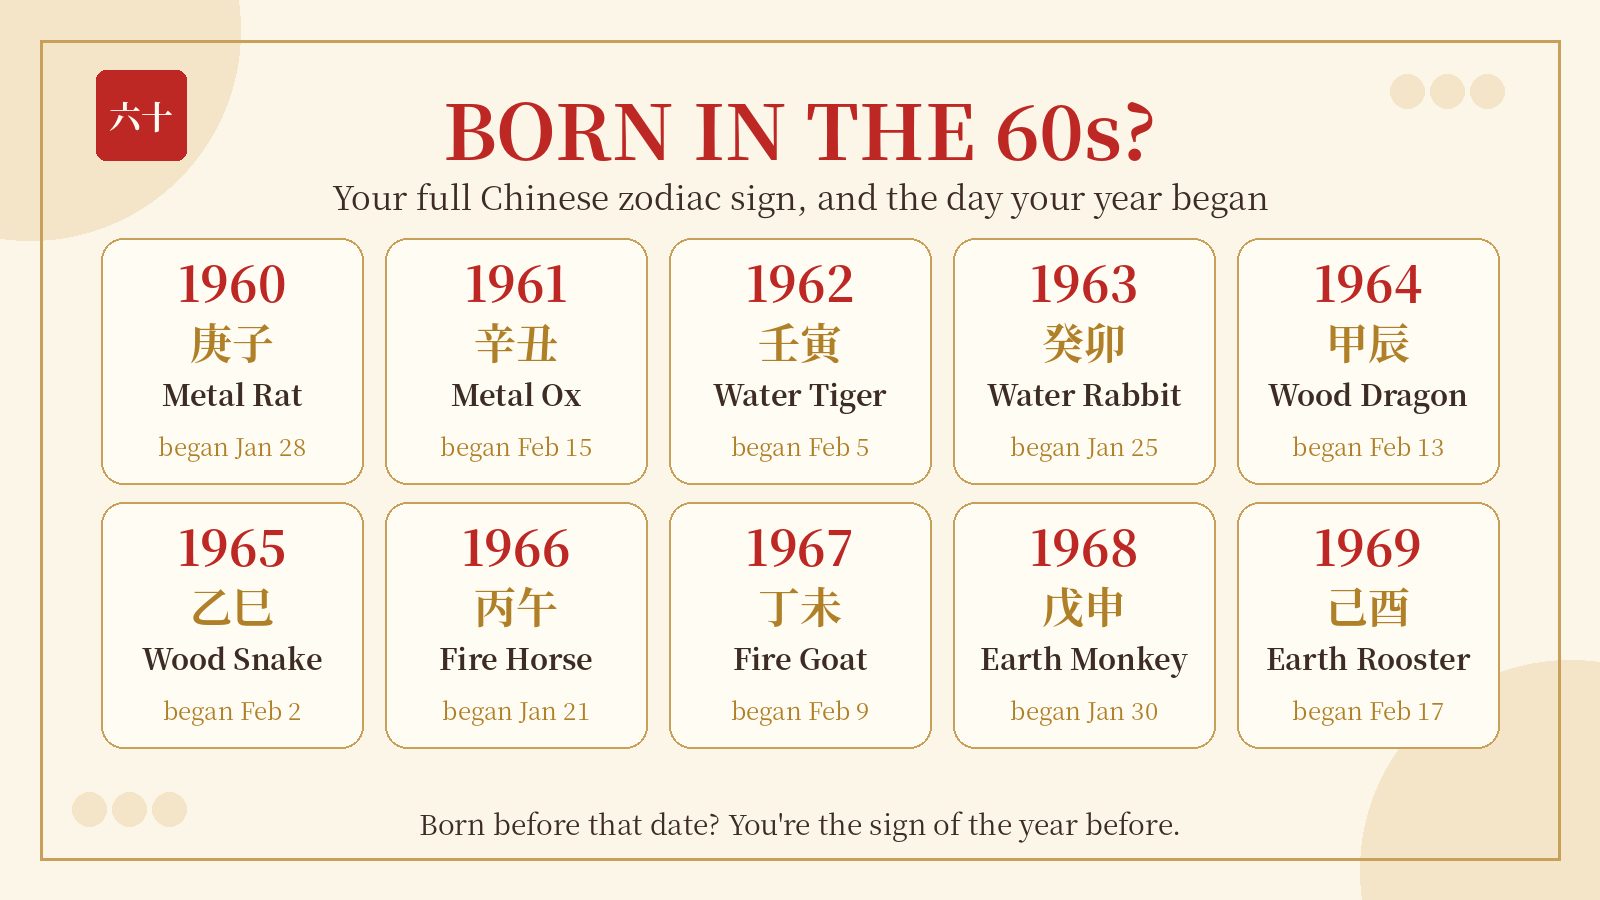 六十
BORN IN THE 60s?
Your full Chinese zodiac sign, and the day your year began
1960
庚子
Metal Rat
began Jan 28
1961
辛丑
Metal Ox
began Feb 15
1962
壬寅
Water Tiger
began Feb 5
1963
癸卯
Water Rabbit
began Jan 25
1964
甲辰
Wood Dragon
began Feb 13
1965
乙巳
Wood Snake
began Feb 2
1966
丙午
Fire Horse
began Jan 21
1967
丁未
Fire Goat
began Feb 9
1968
戊申
Earth Monkey
began Jan 30
1969
己酉
Earth Rooster
began Feb 17
Born before that date? You're the sign of the year before.